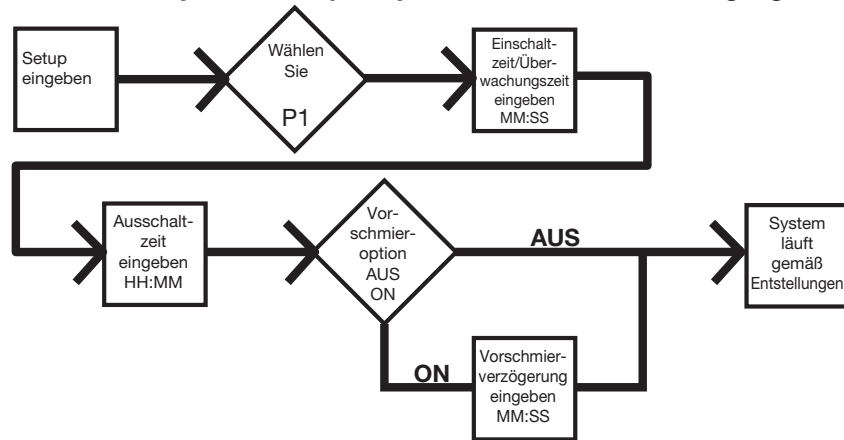 Setup
eingeben
Wählen
Sie
P1
Einschalt-
zeit/Über-
wachungszeit
eingeben
MM:SS
Ausschalt-
zeit
eingeben
HH:MM
Vor-
schmier-
option
AUS
ON
AUS
System
läuft
gemäß
Entstellungen
ON
Vorschmier-
verzögerung
eingeben
MM:SS